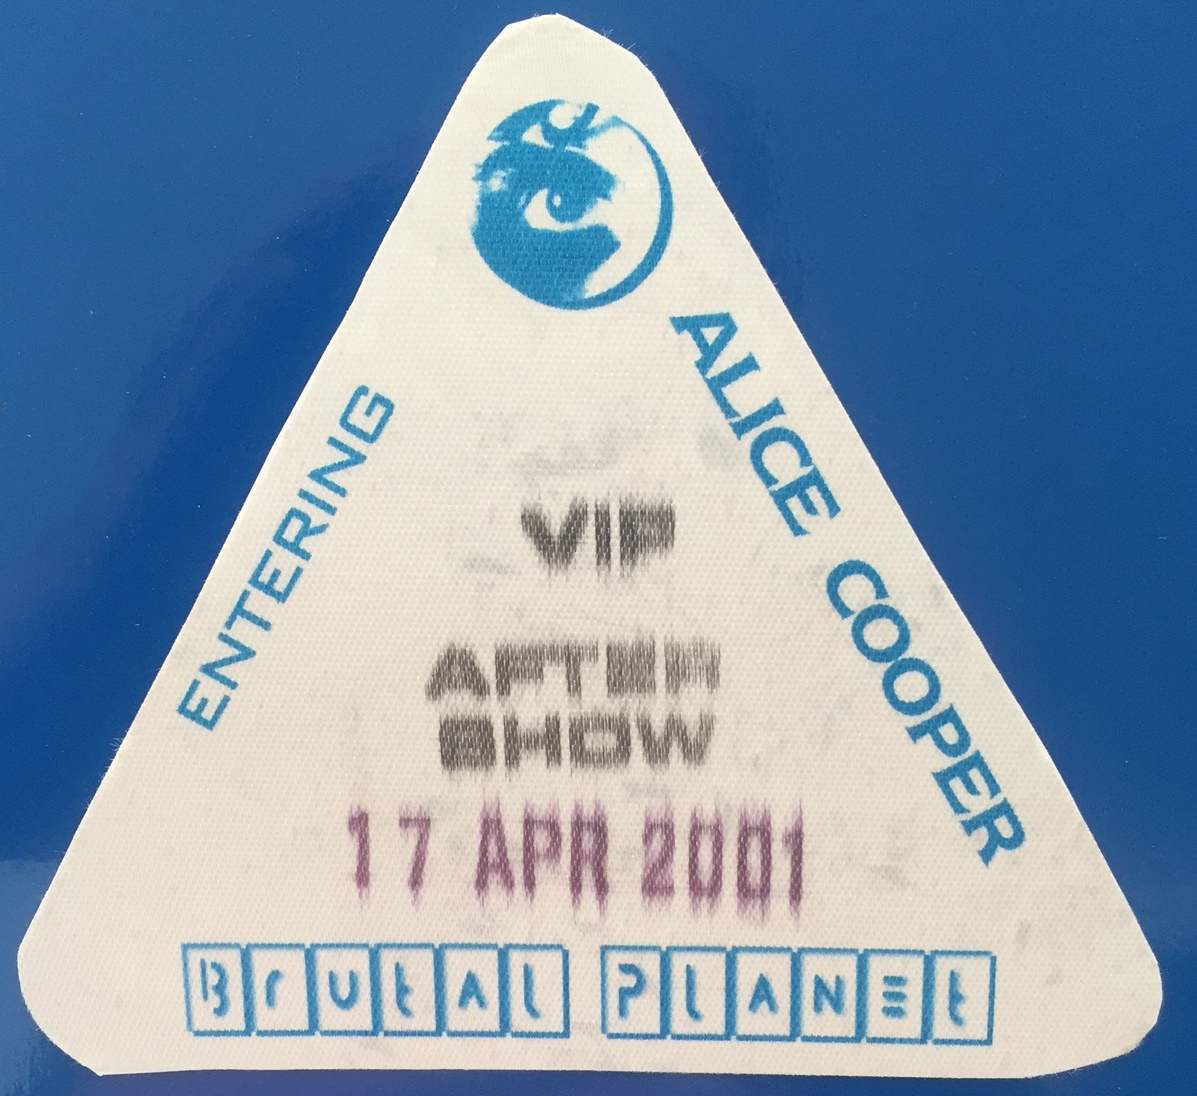 ENTERING
ALICE COOPER
VIP
AFTER
SHOW
17 APR 2001
BrUtAL PLANEt